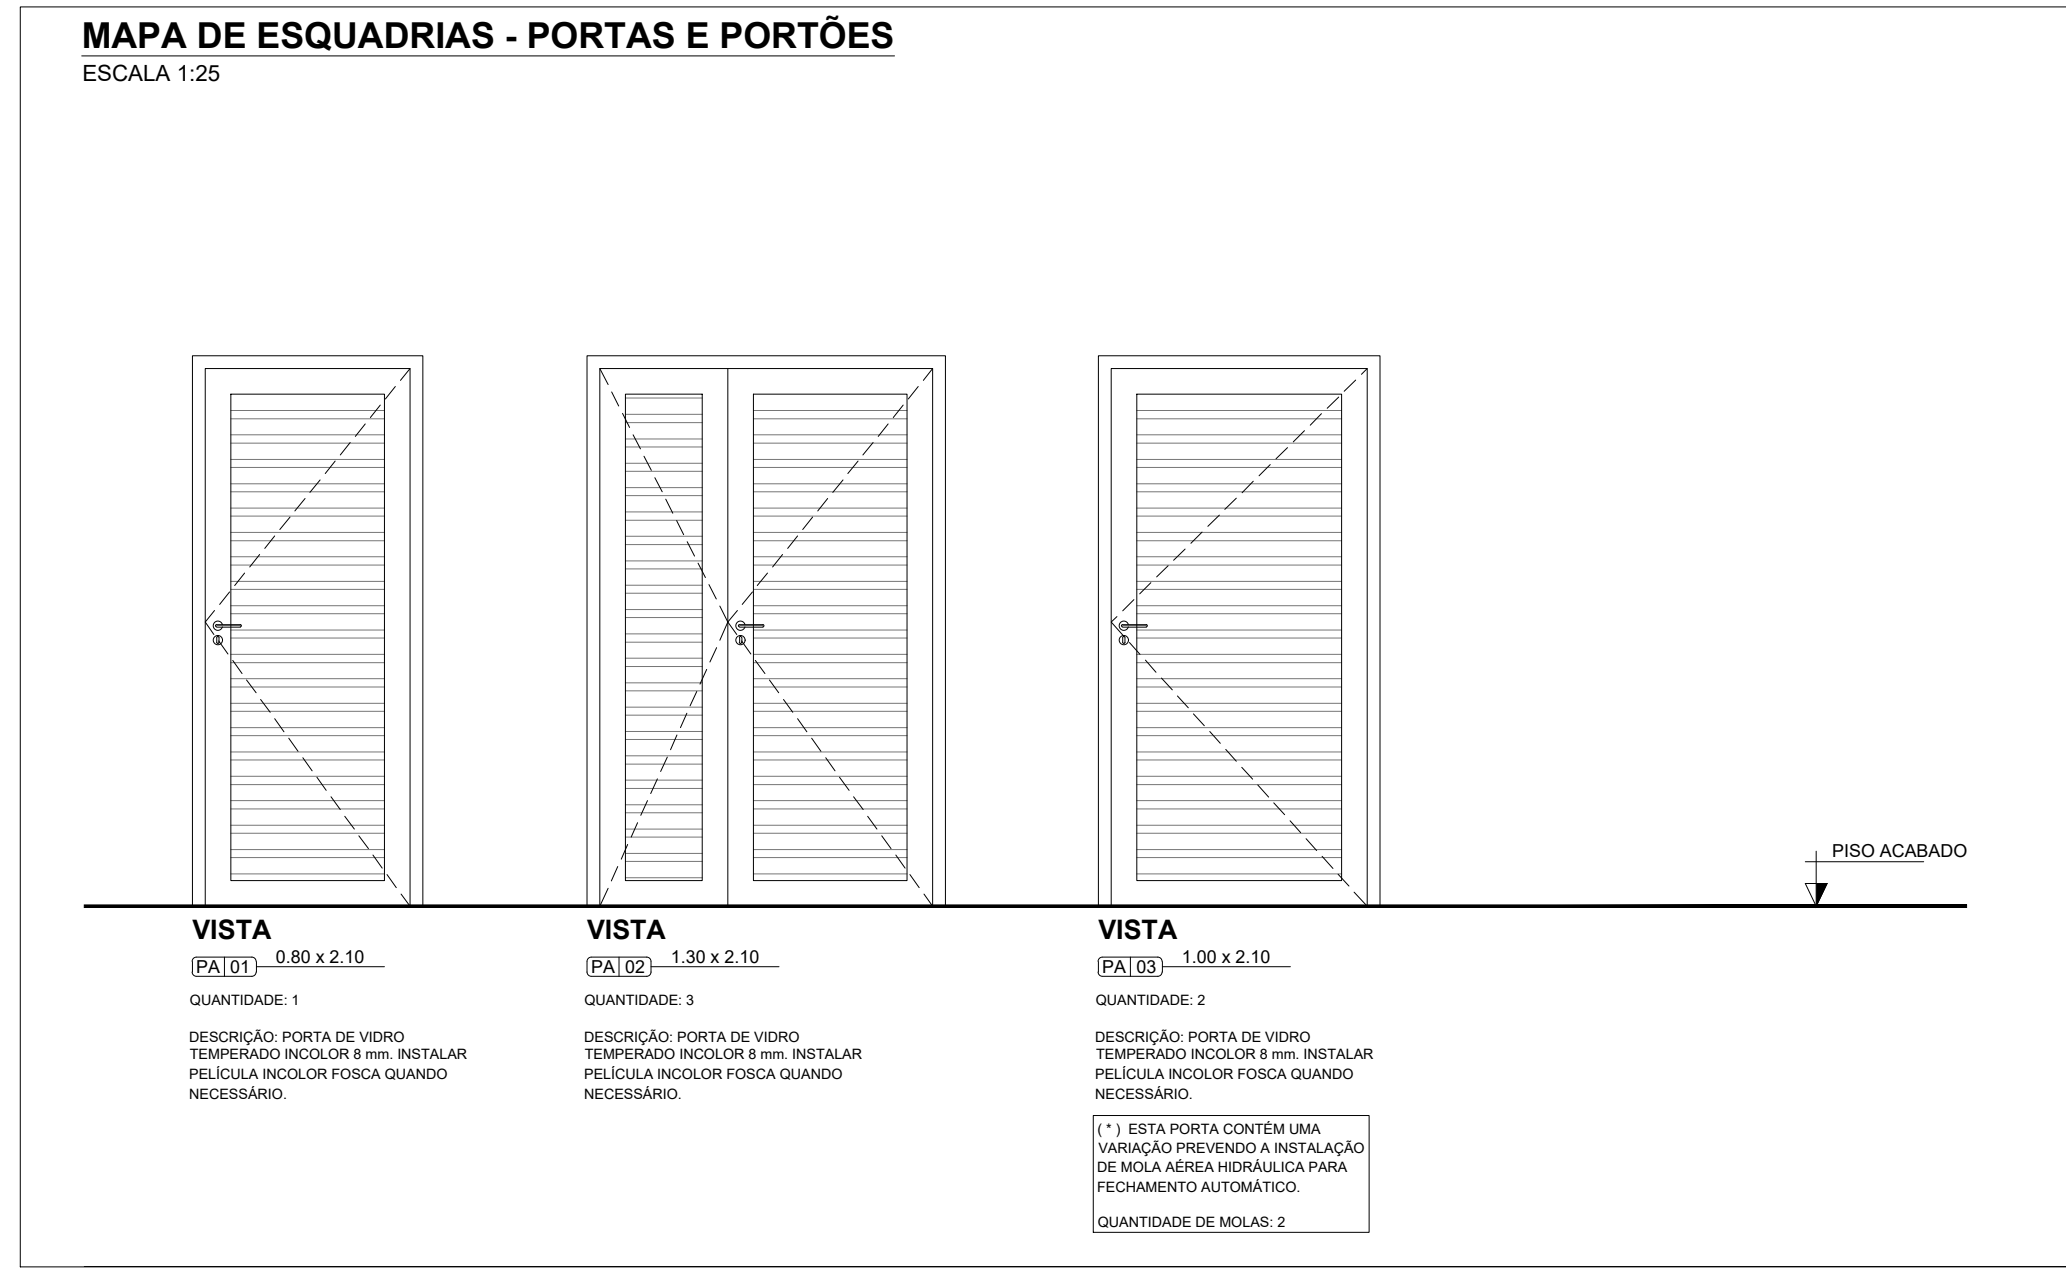 MAPA DE ESQUADRIAS - PORTAS E PORTÕES
ESCALA 1:25
PISO ACABADO
VISTA
PA 01 0.80 x 2.10
QUANTIDADE: 1
DESCRIÇÃO: PORTA DE VIDRO
TEMPERADO INCOLOR 8 mm. INSTALAR
PELÍCULA INCOLOR FOSCA QUANDO
NECESSÁRIO.
VISTA
PA 02 1.30 x 2.10
QUANTIDADE: 3
DESCRIÇÃO: PORTA DE VIDRO
TEMPERADO INCOLOR 8 mm. INSTALAR
PELÍCULA INCOLOR FOSCA QUANDO
NECESSÁRIO.
VISTA
PA 03 1.00 x 2.10
QUANTIDADE: 2
DESCRIÇÃO: PORTA DE VIDRO
TEMPERADO INCOLOR 8 mm. INSTALAR
PELÍCULA INCOLOR FOSCA QUANDO
NECESSÁRIO.
( * ) ESTA PORTA CONTÉM UMA
VARIAÇÃO PREVENDO A INSTALAÇÃO
DE MOLA AÉREA HIDRÁULICA PARA
FECHAMENTO AUTOMÁTICO.
QUANTIDADE DE MOLAS: 2